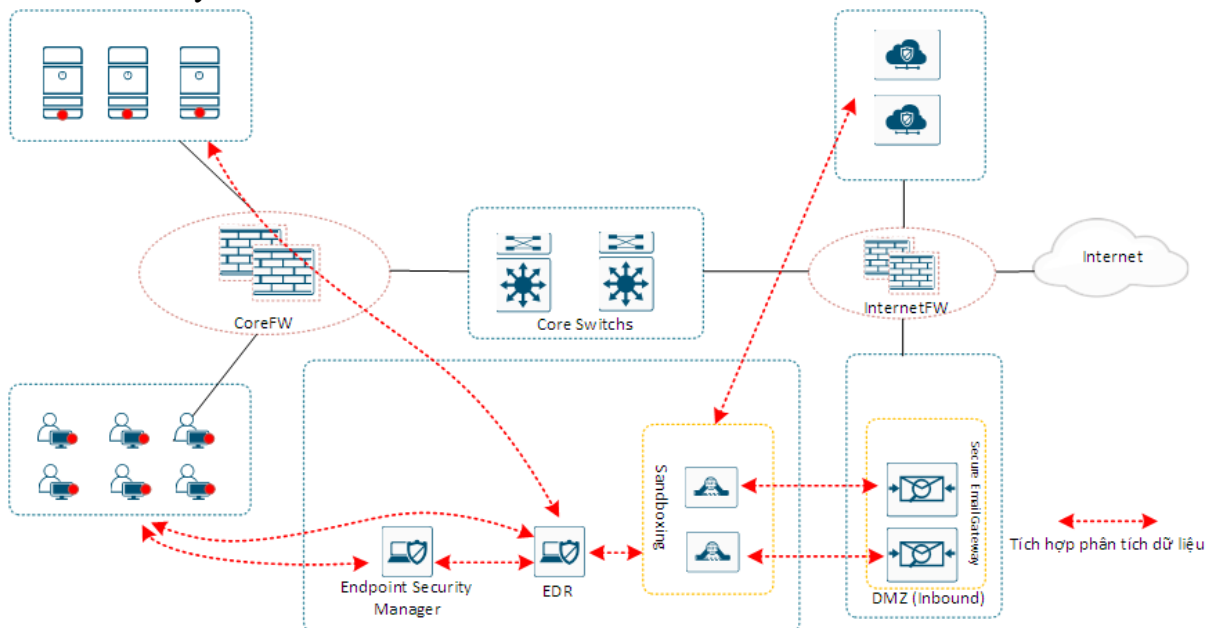 Internet
CoreFW
Core Switchs
InternetFW
Sandboxing
Secure EmailGateway
Tích hợp phân tích dữ liệu
Endpoint Security
Manager
EDR
DMZ (Inbound)